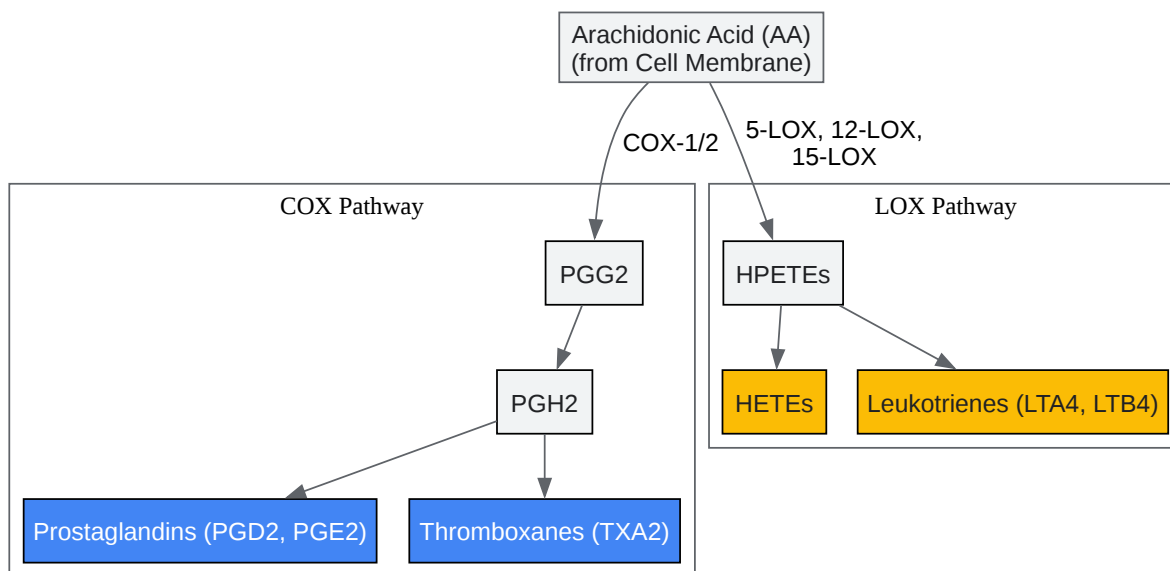 Arachidonic Acid (AA)
(from Cell Membrane)
COX-1/2
5-LOX, 12-LOX,
15-LOX
COX Pathway
PGG2
PGH2
Prostaglandins (PGD2, PGE2)
Thromboxanes (TXA2)
LOX Pathway
HPETEs
HETEs
Leukotrienes (LTA4, LTB4)